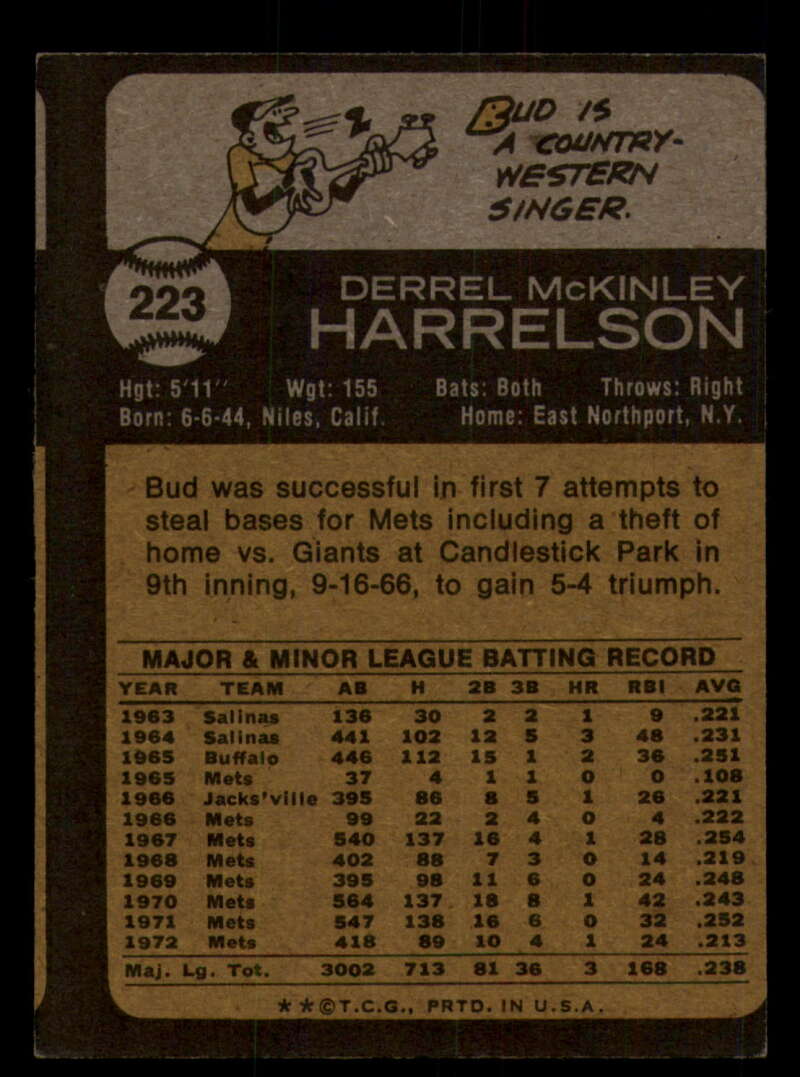 BUD IS
A COUNTRY-
WESTERN
SINGER.
223
DERREL McKINLEY
HARRELSON
Hgt: 5'11" Wgt: 155 Bats: Both Throws: Right
Born: 6-6-44, Niles, Calif. Home: East Northport, N.Y.
Bud was successful in first 7 attempts to
steal bases for Mets including a theft of
home vs. Giants at Candlestick Park in
9th inning, 9-16-66, to gain 5-4 triumph.
MAJOR & MINOR LEAGUE BATTING RECORD
YEAR TEAM AB H 2B 3B HR RBI AVG
1963 Salinas 136 30 2 2 1 9 .221
1964 Salinas 441 102 12 5 3 48 .231
1965 Buffalo 446 112 15 1 2 36 .251
1965 Mets 37 4 1 1 0 0 .108
1966 Jacks'ville 395 86 8 5 1 26 .221
1966 Mets 99 22 2 4 0 4 .222
1967 Mets 540 137 16 4 1 28 .254
1968 Mets 402 88 7 3 0 14 .219
1969 Mets 395 98 11 6 0 24 .248
1970 Mets 564 137 18 8 1 42 .243
1971 Mets 547 138 16 6 0 32 .252
1972 Mets 418 89 10 4 1 24 .213
Maj. Lg. Tot. 3002 713 81 36 3 168 .238
★★©T.C.G., PRTD. IN U.S.A.